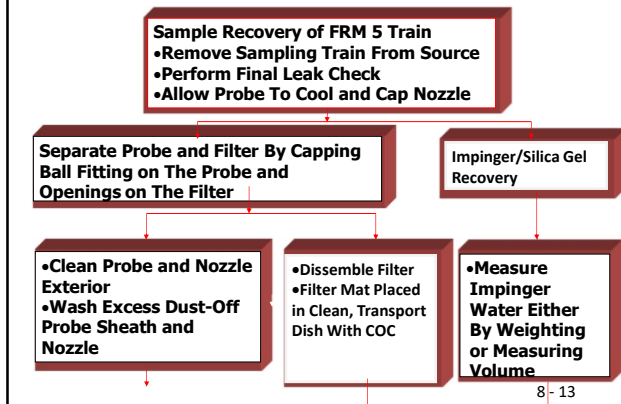 Sample Recovery of FRM 5 Train
•Remove Sampling Train From Source
•Perform Final Leak Check
•Allow Probe To Cool and Cap Nozzle
Separate Probe and Filter By Capping
Ball Fitting on The Probe and
Openings on The Filter
Impinger/Silica Gel
Recovery
•Clean Probe and Nozzle
Exterior
•Wash Excess Dust-Off
Probe Sheath and
Nozzle
•Dissemble Filter
•Filter Mat Placed
in Clean, Transport
Dish With COC
•Measure
Impinger
Water Either
By Weighting
or Measuring
Volume
8 - 13